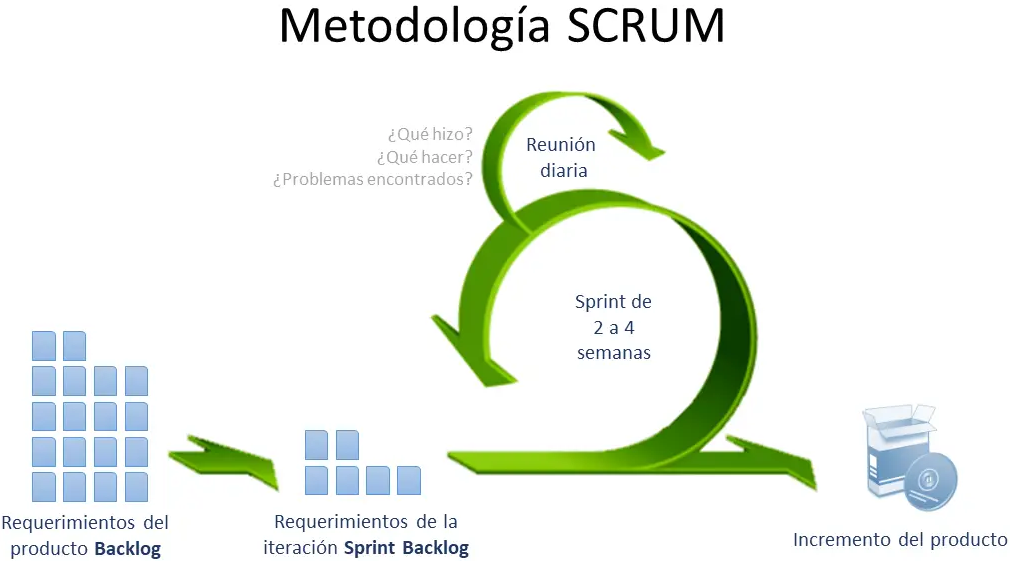 Metodología SCRUM
¿Qué hizo?
¿Qué hacer?
¿Problemas encontrados?
Reunión
diaria
Sprint de
2 a 4
semanas
Requerimientos del
producto Backlog
Requerimientos de la
iteración Sprint Backlog
Incremento del producto